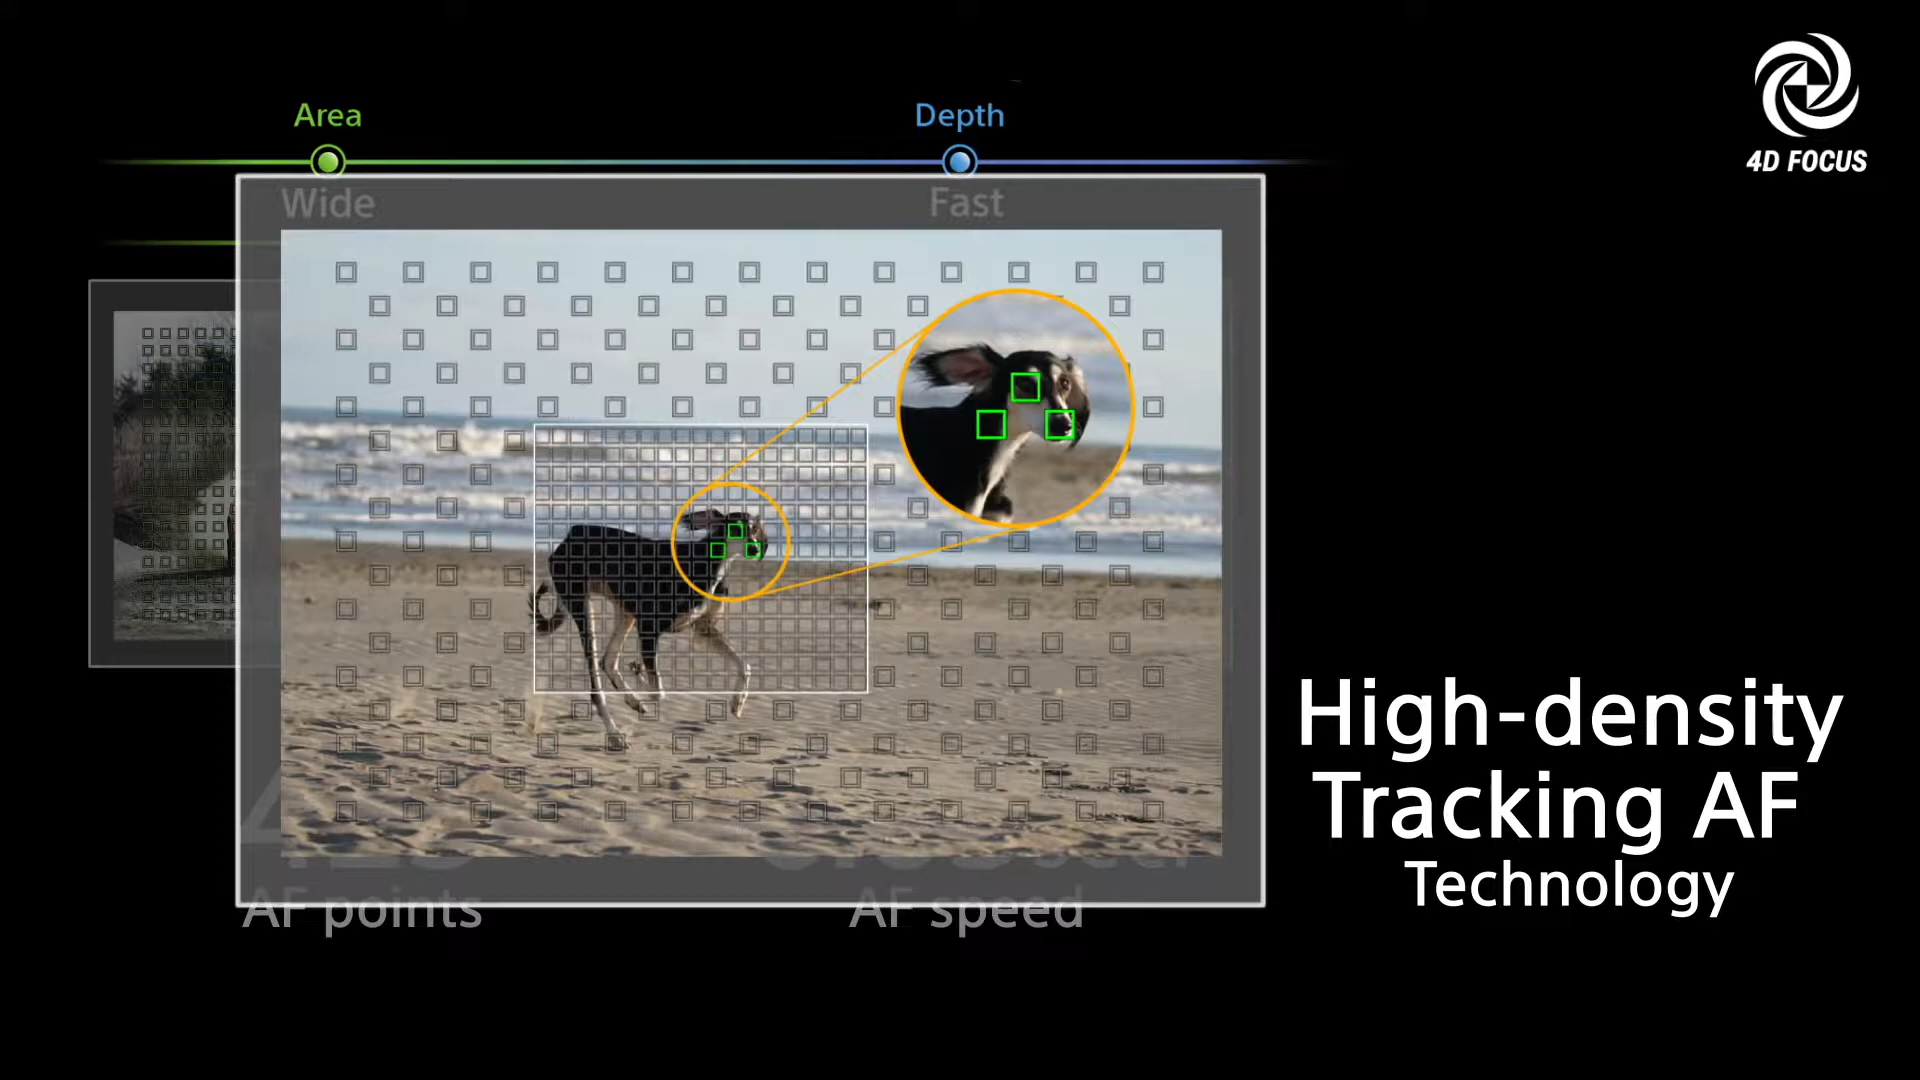 Area
Depth
4D FOCUS
Wide
Fast
High-density
Tracking AF
Technology
AF points
AF speed